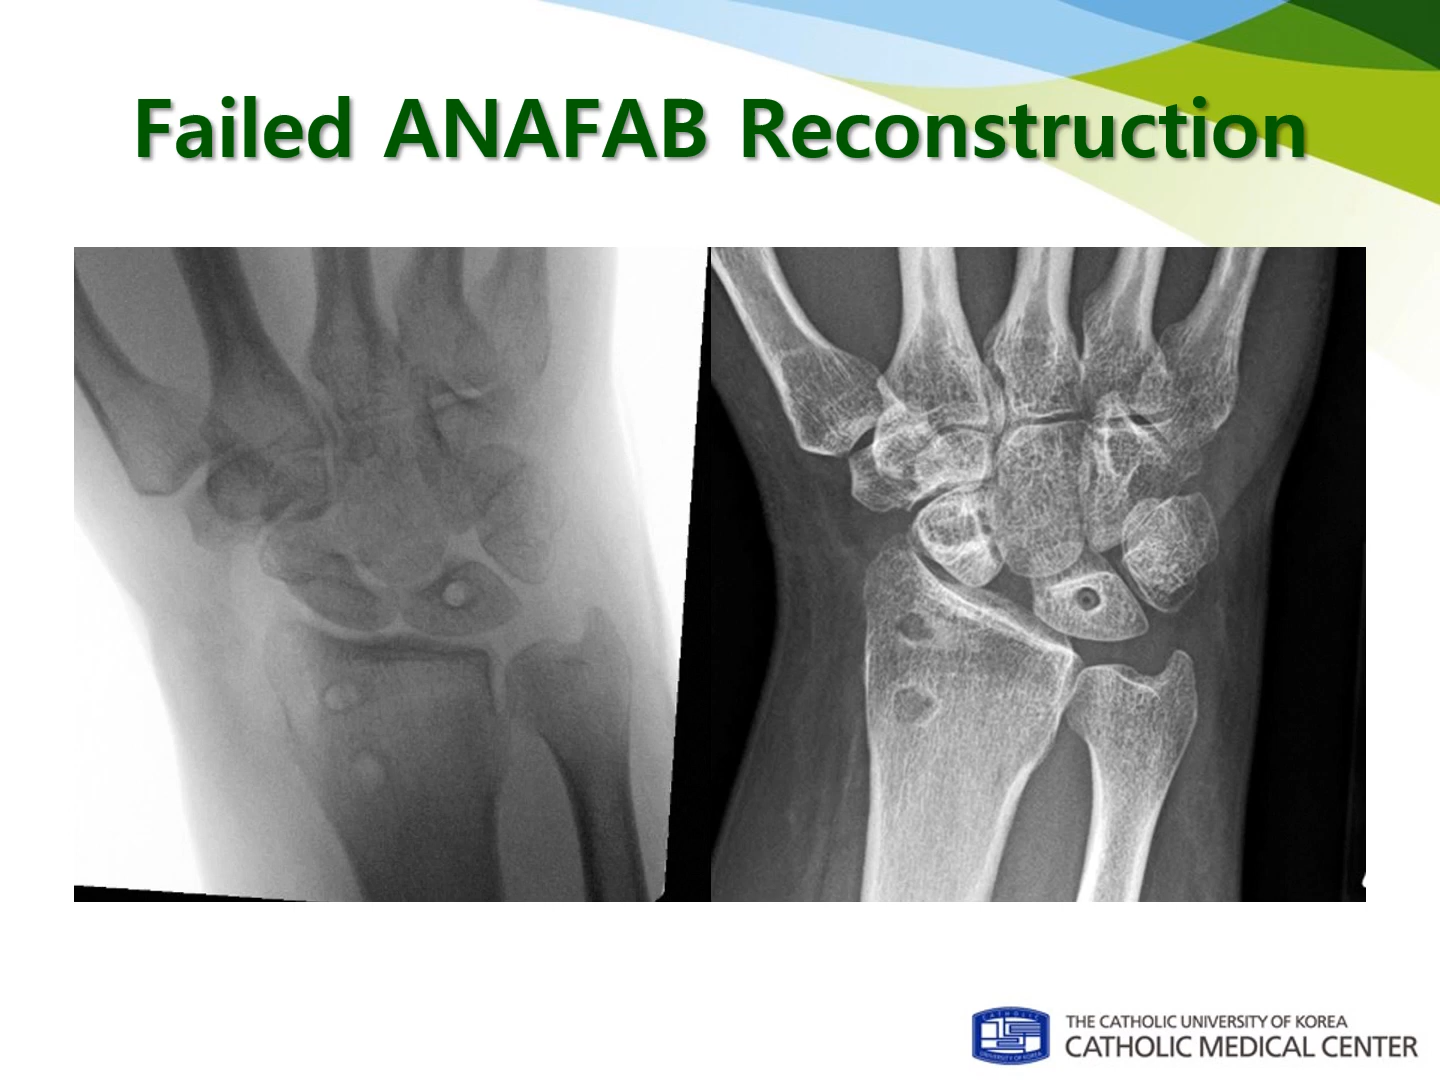 Failed ANAFAB Reconstruction
THE CATHOLIC UNIVERSITY OF KOREA
CATHOLIC MEDICAL CENTER